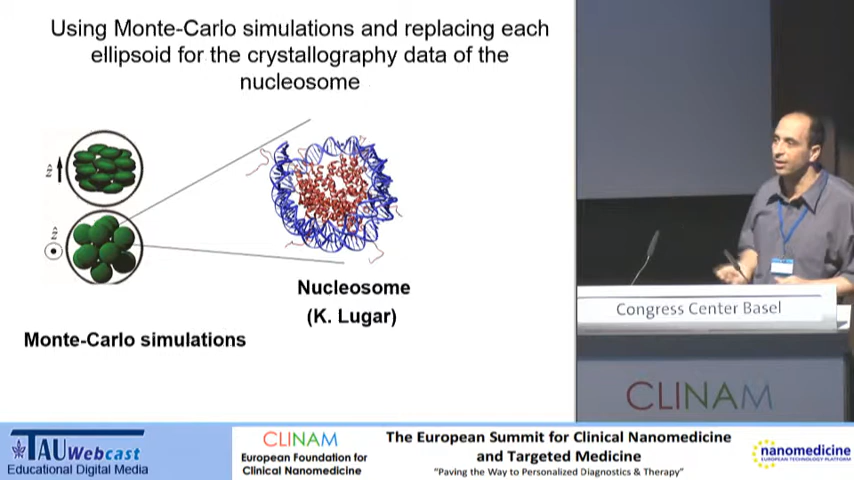 Using Monte-Carlo simulations and replacing each
ellipsoid for the crystallography data of the
nucleosome
Nucleosome
(K. Lugar)
Monte-Carlo simulations
Congress Center Basel
CLINAM
TAU Webcast
Educational Digital Media
CLINAM
European Foundation for
Clinical Nanomedicine
The European Summit for Clinical Nanomedicine
and Targeted Medicine
"Paving the Way to Personalized Diagnostics & Therapy"
nanomedicine
EUROPEAN TECHNOLOGY PLATFORM